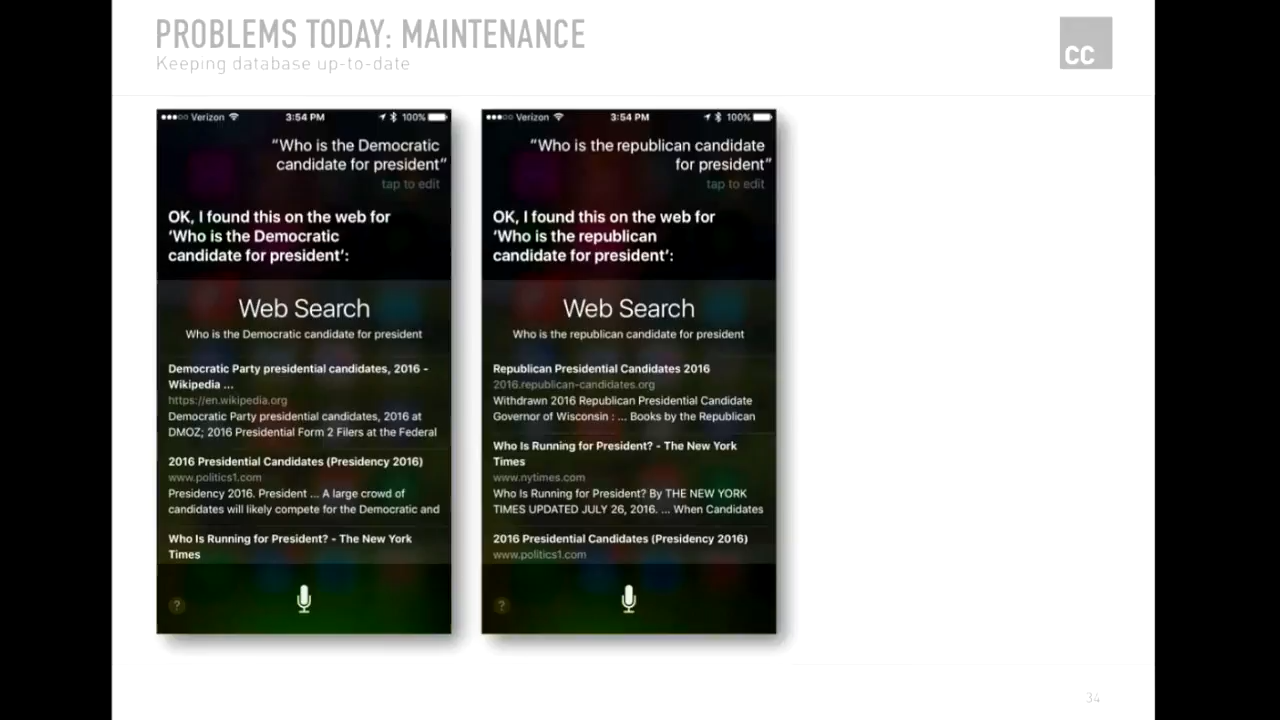 PROBLEMS TODAY: MAINTENANCE
Keeping database up-to-date
CC
Verizon 3:54 PM 100%
“Who is the Democratic
candidate for president”
tap to edit
OK, I found this on the web for
‘Who is the Democratic
candidate for president’:
Web Search
Who is the Democratic candidate for president
Democratic Party presidential candidates, 2016 -
Wikipedia ...
https://en.wikipedia.org
Democratic Party presidential candidates, 2016 at
DMOZ; 2016 Presidential Form 2 Filers at the Federal
2016 Presidential Candidates (Presidency 2016)
www.politics1.com
Presidency 2016. President ... A large crowd of
candidates will likely compete for the Democratic and
Who Is Running for President? - The New York
Times
?
Verizon 3:54 PM 100%
“Who is the republican candidate
for president”
tap to edit
OK, I found this on the web for
‘Who is the republican
candidate for president’:
Web Search
Who is the republican candidate for president
Republican Presidential Candidates 2016
2016.republican-candidates.org
Withdrawn 2016 Republican Presidential Candidate
Governor of Wisconsin : ... Books by the Republican
Who Is Running for President? - The New York
Times
www.nytimes.com
Who Is Running for President? By THE NEW YORK
TIMES UPDATED JULY 26, 2016. ... When Candidates
2016 Presidential Candidates (Presidency 2016)
www.politics1.com
?
34